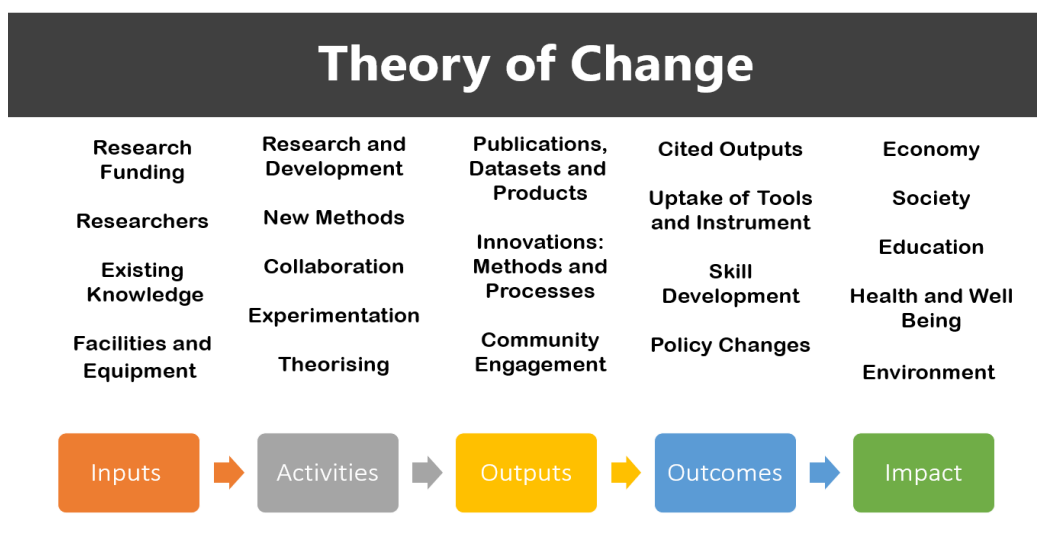 Theory of Change
Research
Funding
Researchers
Existing
Knowledge
Facilities and
Equipment
Research and
Development
New Methods
Collaboration
Experimentation
Theorising
Publications,
Datasets and
Products
Innovations:
Methods and
Processes
Community
Engagement
Cited Outputs
Uptake of Tools
and Instrument
Skill
Development
Policy Changes
Economy
Society
Education
Health and Well
Being
Environment
Inputs
Activities
Outputs
Outcomes
Impact